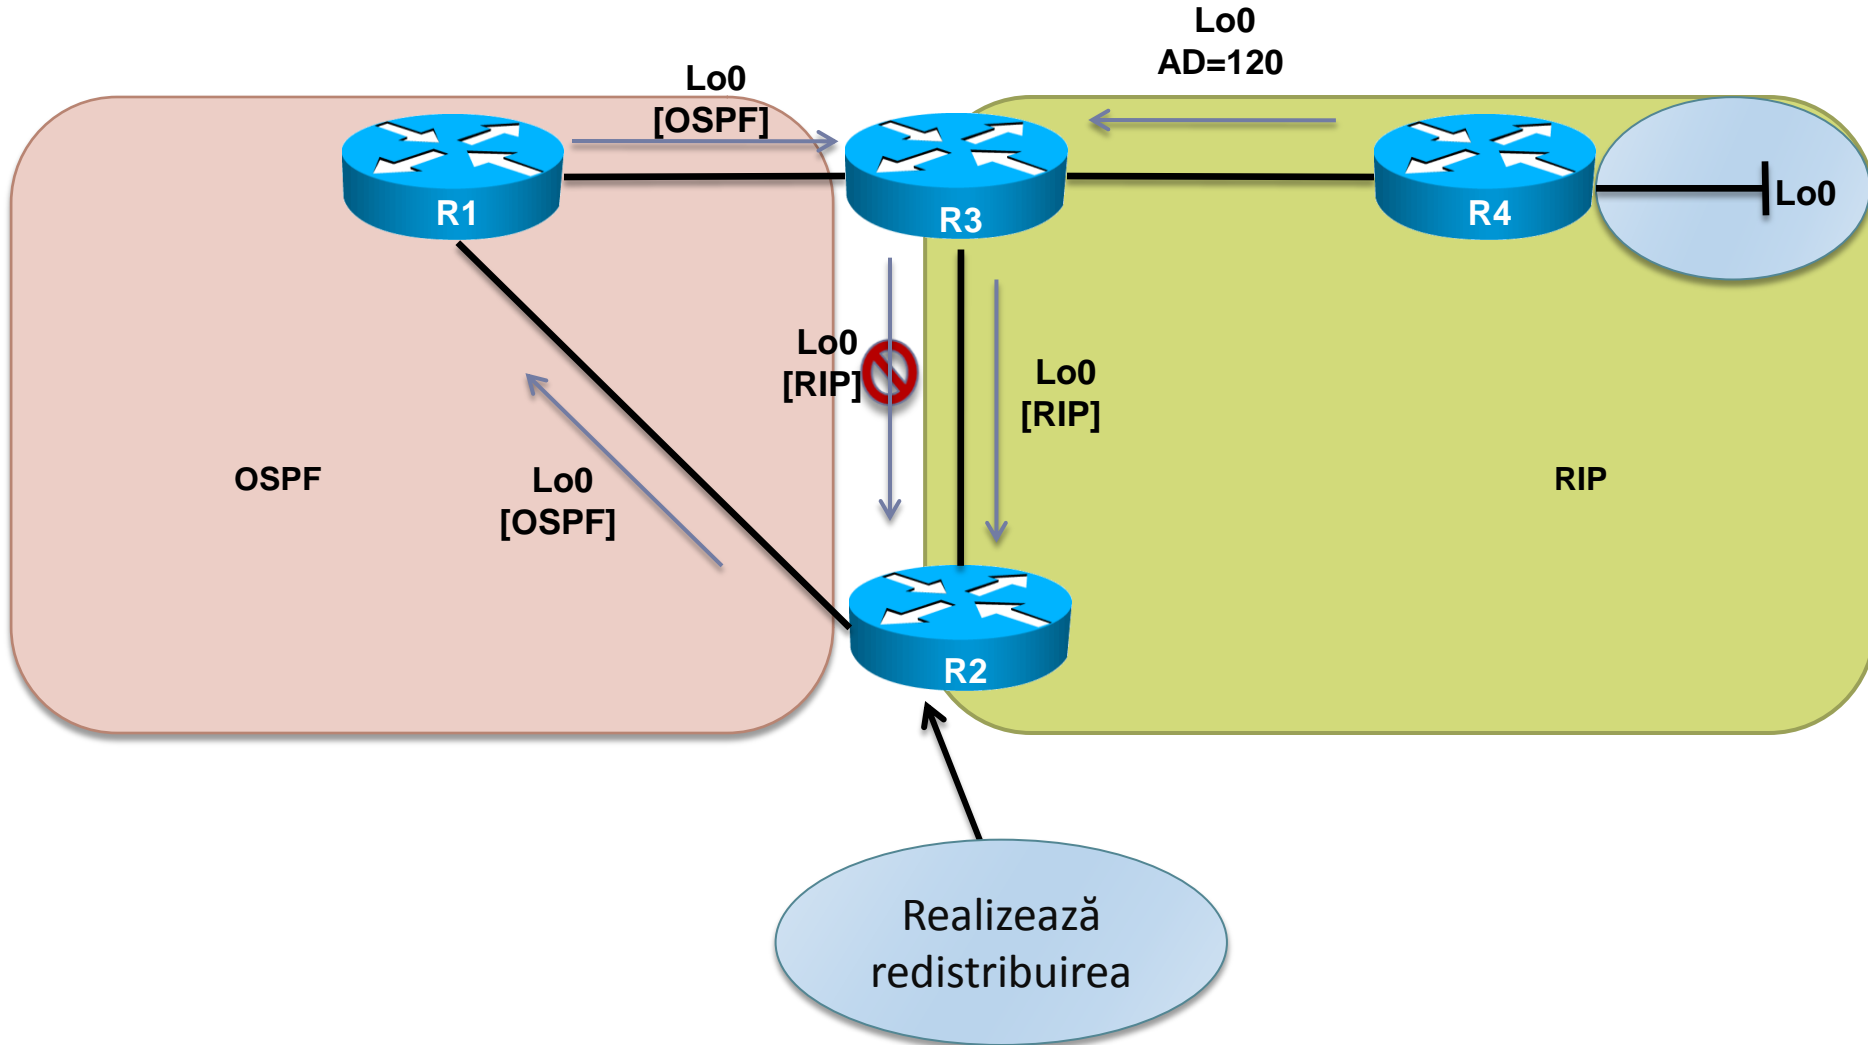 Lo0
AD=120
Lo0
[OSPF]
R1
R3
R4
Lo0
Lo0
[RIP]
Lo0
[RIP]
OSPF
Lo0
[OSPF]
RIP
R2
Realizează
redistribuirea